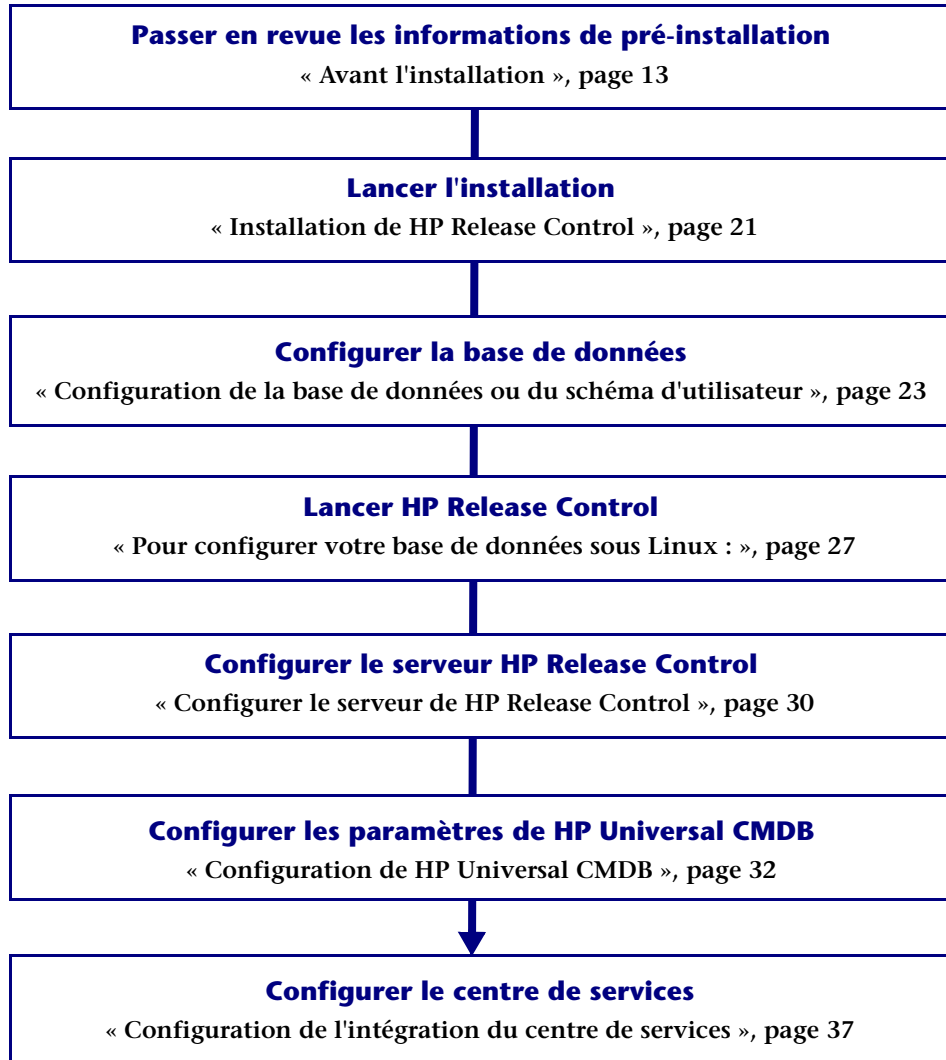 Passer en revue les informations de pré-installation
« Avant l'installation », page 13
Lancer l'installation
« Installation de HP Release Control », page 21
Configurer la base de données
« Configuration de la base de données ou du schéma d'utilisateur », page 23
Lancer HP Release Control
« Pour configurer votre base de données sous Linux : », page 27
Configurer le serveur HP Release Control
« Configurer le serveur de HP Release Control », page 30
Configurer les paramètres de HP Universal CMDB
« Configuration de HP Universal CMDB », page 32
Configurer le centre de services
« Configuration de l'intégration du centre de services », page 37